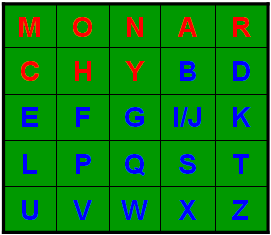 M O N A R
C H Y B D
E F G I/J K
L P Q S T
U V W X Z